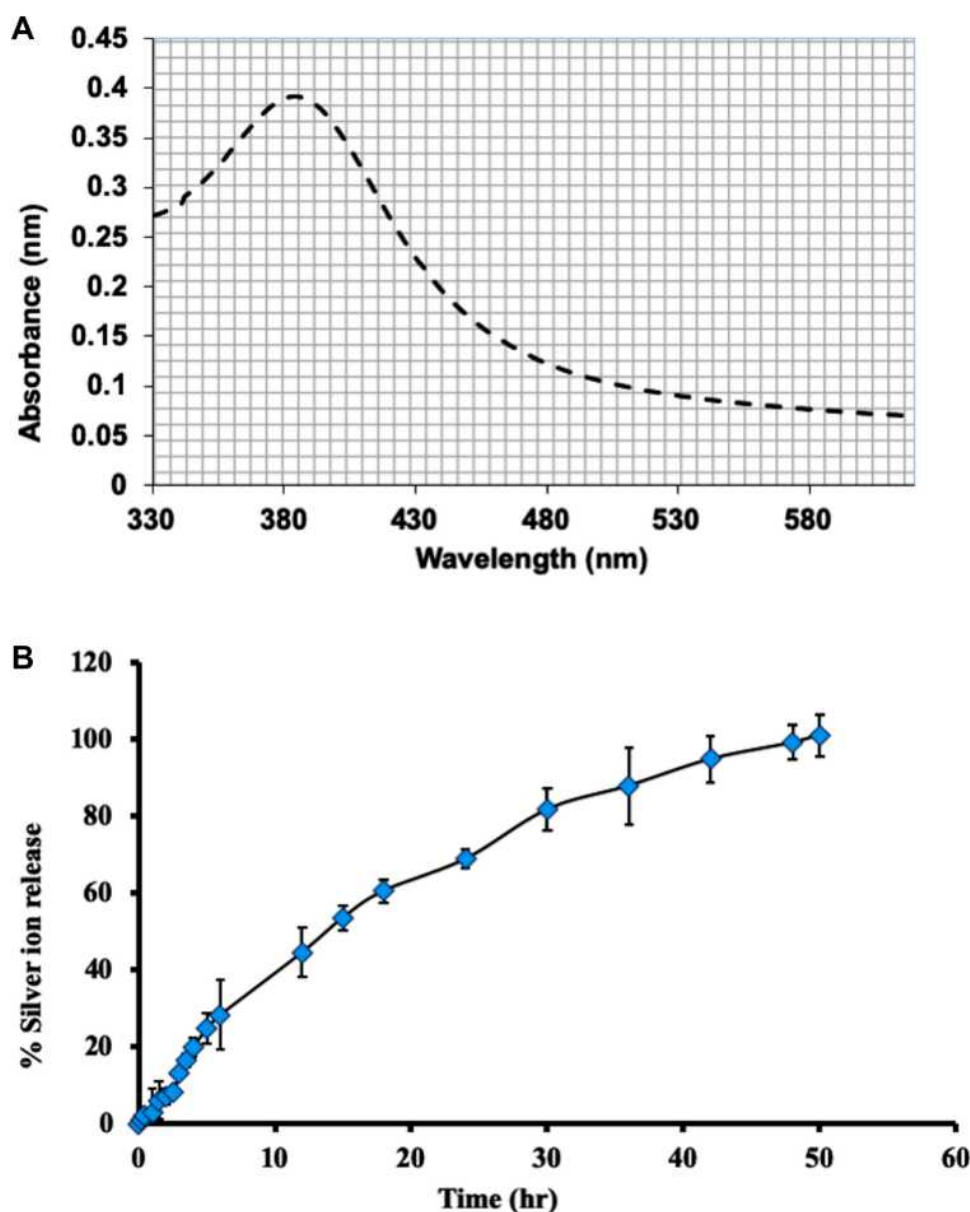 A
0.45
0.4
0.35
0.3
0.25
0.2
0.15
0.1
0.05
0
Absorbance (nm)
330 380 430 480 530 580
Wavelength (nm)
B
120
100
80
60
40
20
0
% Silver ion release
0 10 20 30 40 50 60
Time (hr)